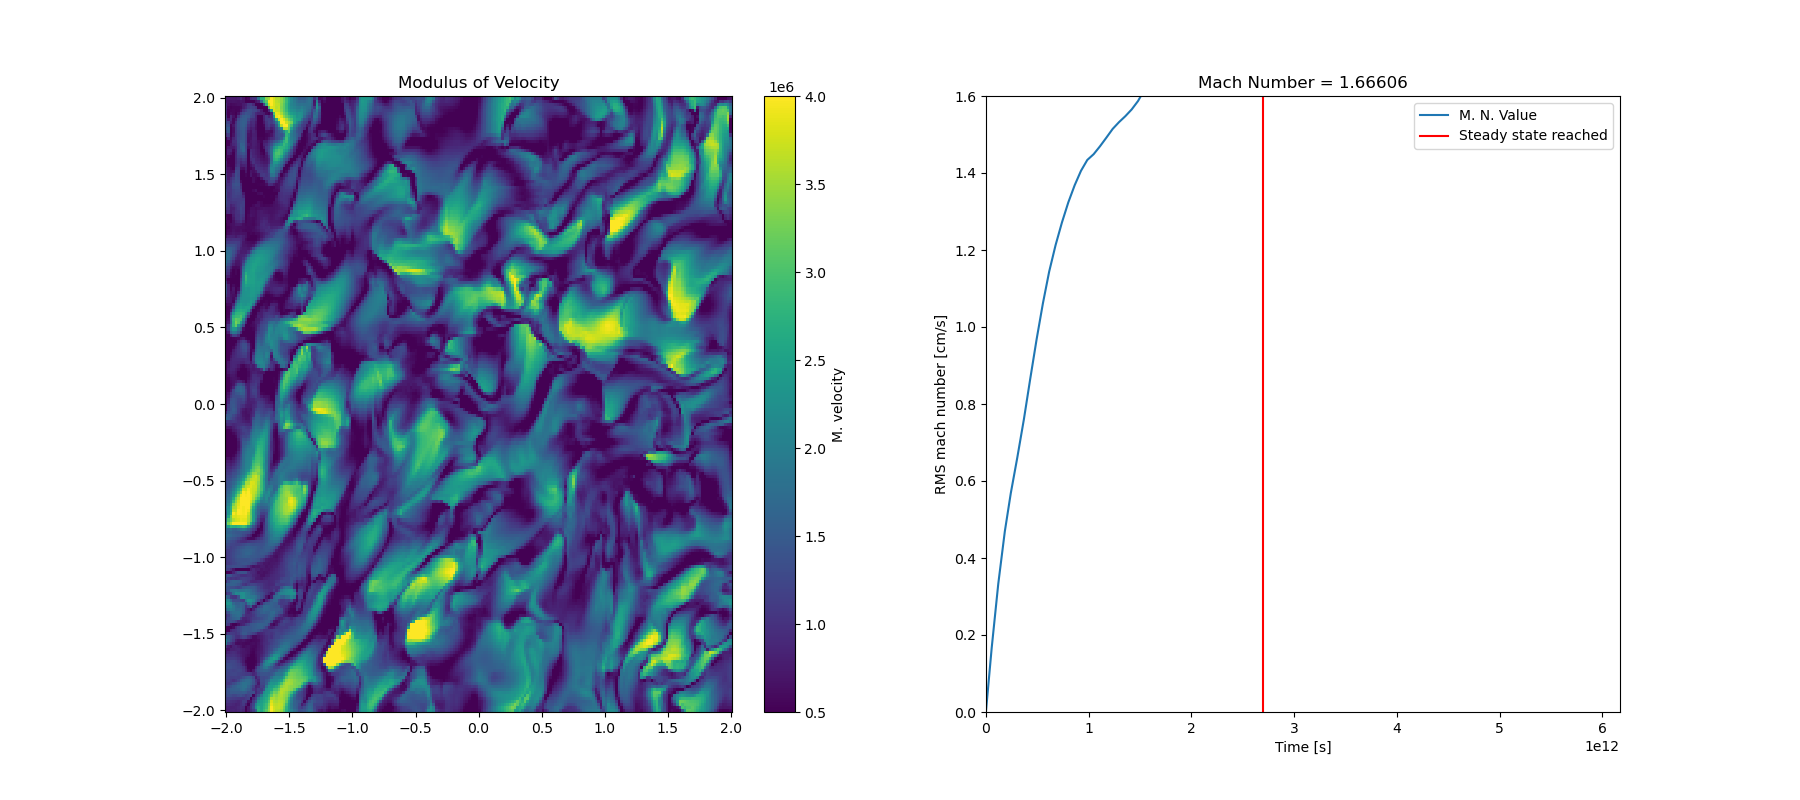 Modulus of Velocity
1e6
2.0
1.5
1.0
0.5
0.0
−0.5
−1.0
−1.5
−2.0
−2.0 −1.5 −1.0 −0.5 0.0 0.5 1.0 1.5 2.0
4.0
3.5
3.0
2.5
2.0
1.5
1.0
0.5
M. velocity
Mach Number = 1.66606
M. N. Value
Steady state reached
RMS mach number [cm/s]
1.6
1.4
1.2
1.0
0.8
0.6
0.4
0.2
0.0
0 1 2 3 4 5 6
Time [s]
1e12